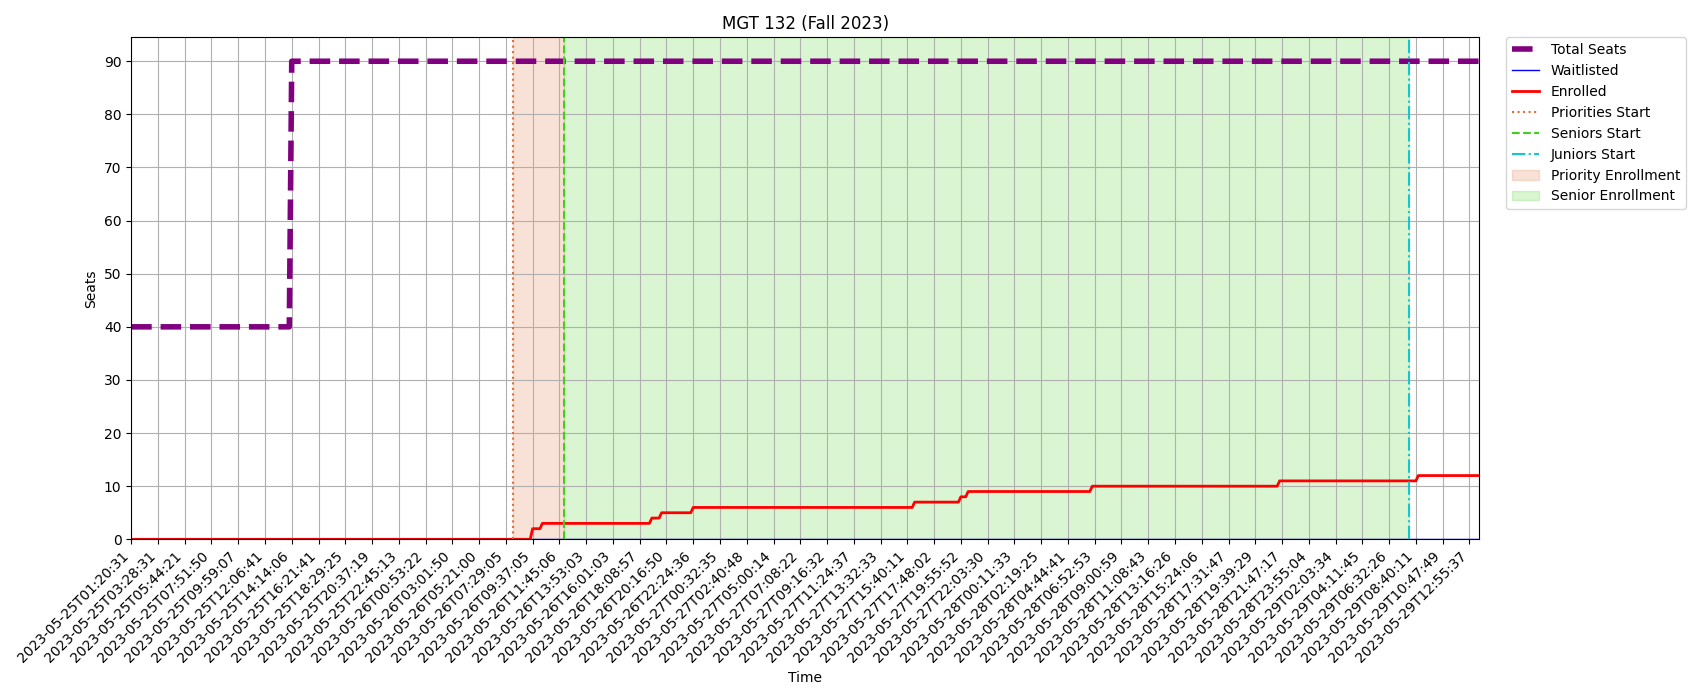 MGT 132 (Fall 2023)
Seats
90
80
70
60
50
40
30
20
10
0
2023-05-25T01:20:31
2023-05-25T03:28:31
2023-05-25T05:44:21
2023-05-25T07:51:50
2023-05-25T09:59:07
2023-05-25T12:06:41
2023-05-25T14:14:06
2023-05-25T16:21:49
2023-05-25T18:29:25
2023-05-25T20:37:19
2023-05-25T22:45:13
2023-05-26T00:53:22
2023-05-26T03:01:50
2023-05-26T05:21:00
2023-05-26T07:29:05
2023-05-26T09:37:05
2023-05-26T11:45:06
2023-05-26T13:53:03
2023-05-26T16:01:03
2023-05-26T18:08:57
2023-05-26T20:16:50
2023-05-26T22:24:36
2023-05-27T00:32:35
2023-05-27T02:40:48
2023-05-27T05:00:14
2023-05-27T07:08:22
2023-05-27T09:16:32
2023-05-27T11:24:37
2023-05-27T13:32:33
2023-05-27T15:40:11
2023-05-27T17:48:02
2023-05-27T19:55:52
2023-05-27T22:03:30
2023-05-28T00:11:33
2023-05-28T02:19:25
2023-05-28T04:44:41
2023-05-28T06:52:53
2023-05-28T09:00:59
2023-05-28T11:08:43
2023-05-28T13:16:26
2023-05-28T15:24:06
2023-05-28T17:31:47
2023-05-28T19:39:29
2023-05-28T21:47:17
2023-05-28T23:55:04
2023-05-29T02:03:34
2023-05-29T04:11:45
2023-05-29T06:32:26
2023-05-29T08:40:11
2023-05-29T10:47:49
2023-05-29T12:55:37
Time
Total Seats
Waitlisted
Enrolled
Priorities Start
Seniors Start
Juniors Start
Priority Enrollment
Senior Enrollment